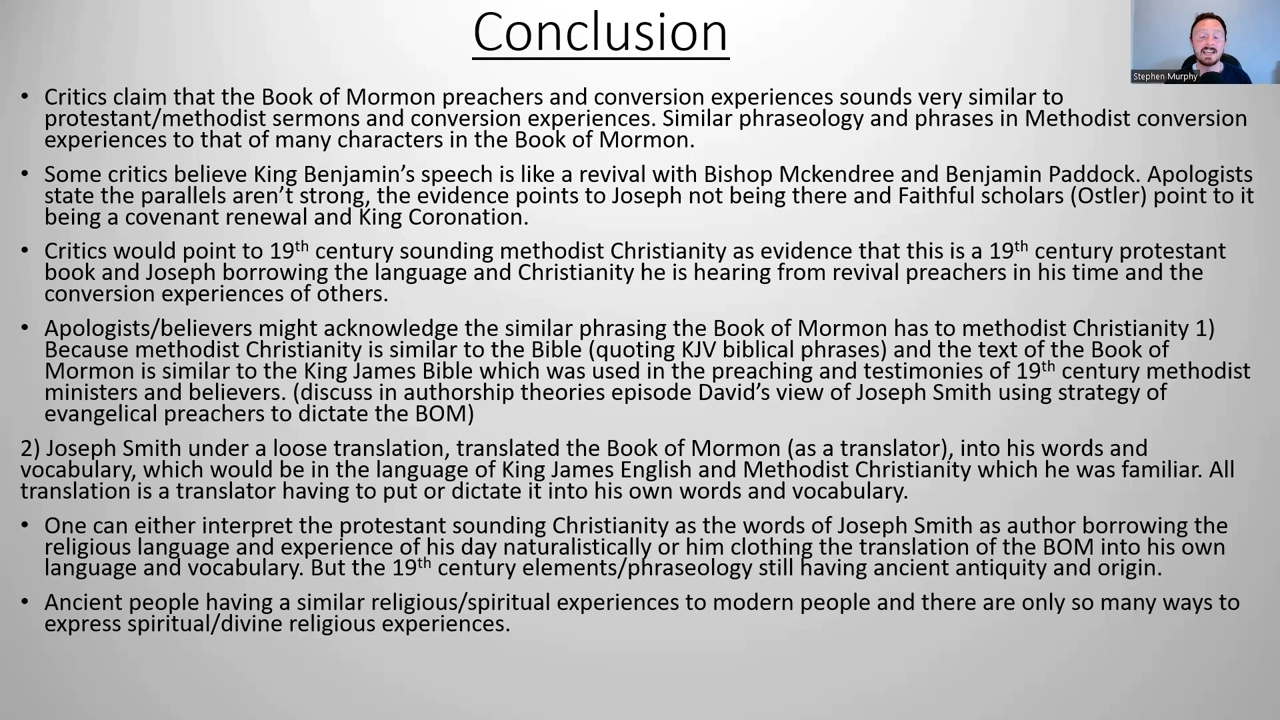 Conclusion
Stephen Murphy
• Critics claim that the Book of Mormon preachers and conversion experiences sounds very similar to
protestant/methodist sermons and conversion experiences. Similar phraseology and phrases in Methodist conversion
experiences to that of many characters in the Book of Mormon.
• Some critics believe King Benjamin’s speech is like a revival with Bishop Mckendree and Benjamin Paddock. Apologists
state the parallels aren’t strong, the evidence points to Joseph not being there and Faithful scholars (Ostler) point to it
being a covenant renewal and King Coronation.
• Critics would point to 19th century sounding methodist Christianity as evidence that this is a 19th century protestant
book and Joseph borrowing the language and Christianity he is hearing from revival preachers in his time and the
conversion experiences of others.
• Apologists/believers might acknowledge the similar phrasing the Book of Mormon has to methodist Christianity 1)
Because methodist Christianity is similar to the Bible (quoting KJV biblical phrases) and the text of the Book of
Mormon is similar to the King James Bible which was used in the preaching and testimonies of 19th century methodist
ministers and believers. (discuss in authorship theories episode David’s view of Joseph Smith using strategy of
evangelical preachers to dictate the BOM)
2) Joseph Smith under a loose translation, translated the Book of Mormon (as a translator), into his words and
vocabulary, which would be in the language of King James English and Methodist Christianity which he was familiar. All
translation is a translator having to put or dictate it into his own words and vocabulary.
• One can either interpret the protestant sounding Christianity as the words of Joseph Smith as author borrowing the
religious language and experience of his day naturalistically or him clothing the translation of the BOM into his own
language and vocabulary. But the 19th century elements/phraseology still having ancient antiquity and origin.
• Ancient people having a similar religious/spiritual experiences to modern people and there are only so many ways to
express spiritual/divine religious experiences.